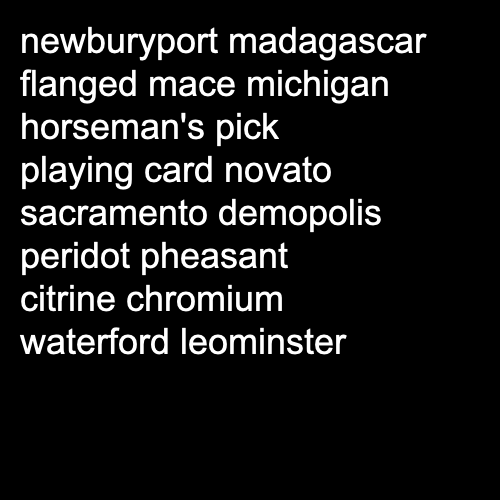 newburyport madagascar
flanged mace michigan
horseman's pick
playing card novato
sacramento demopolis
peridot pheasant
citrine chromium
waterford leominster